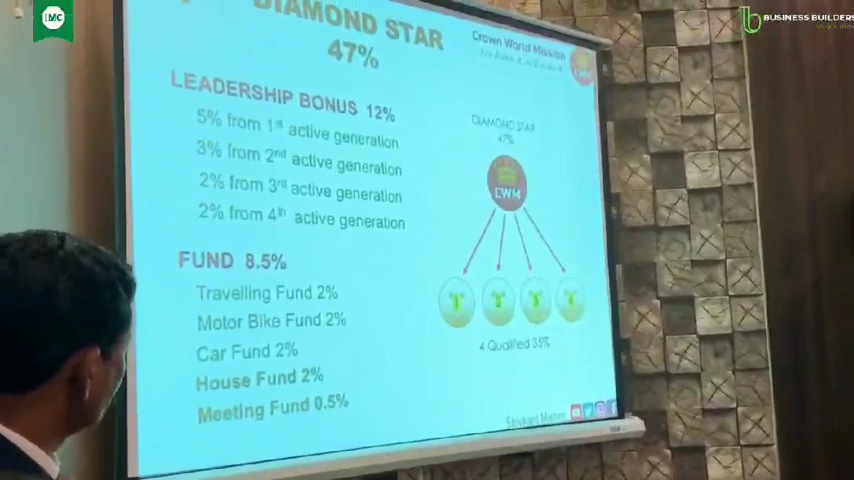 IMC
BUSINESS BUILDERS
DIAMOND STAR
47%
Crown World Mission
CWM
LEADERSHIP BONUS 12%
5% from 1st active generation
3% from 2nd active generation
2% from 3rd active generation
2% from 4th active generation
FUND 8.5%
Travelling Fund 2%
Motor Bike Fund 2%
Car Fund 2%
House Fund 2%
Meeting Fund 0.5%
DIAMOND STAR
47%
CWM
4 Qualified 35%